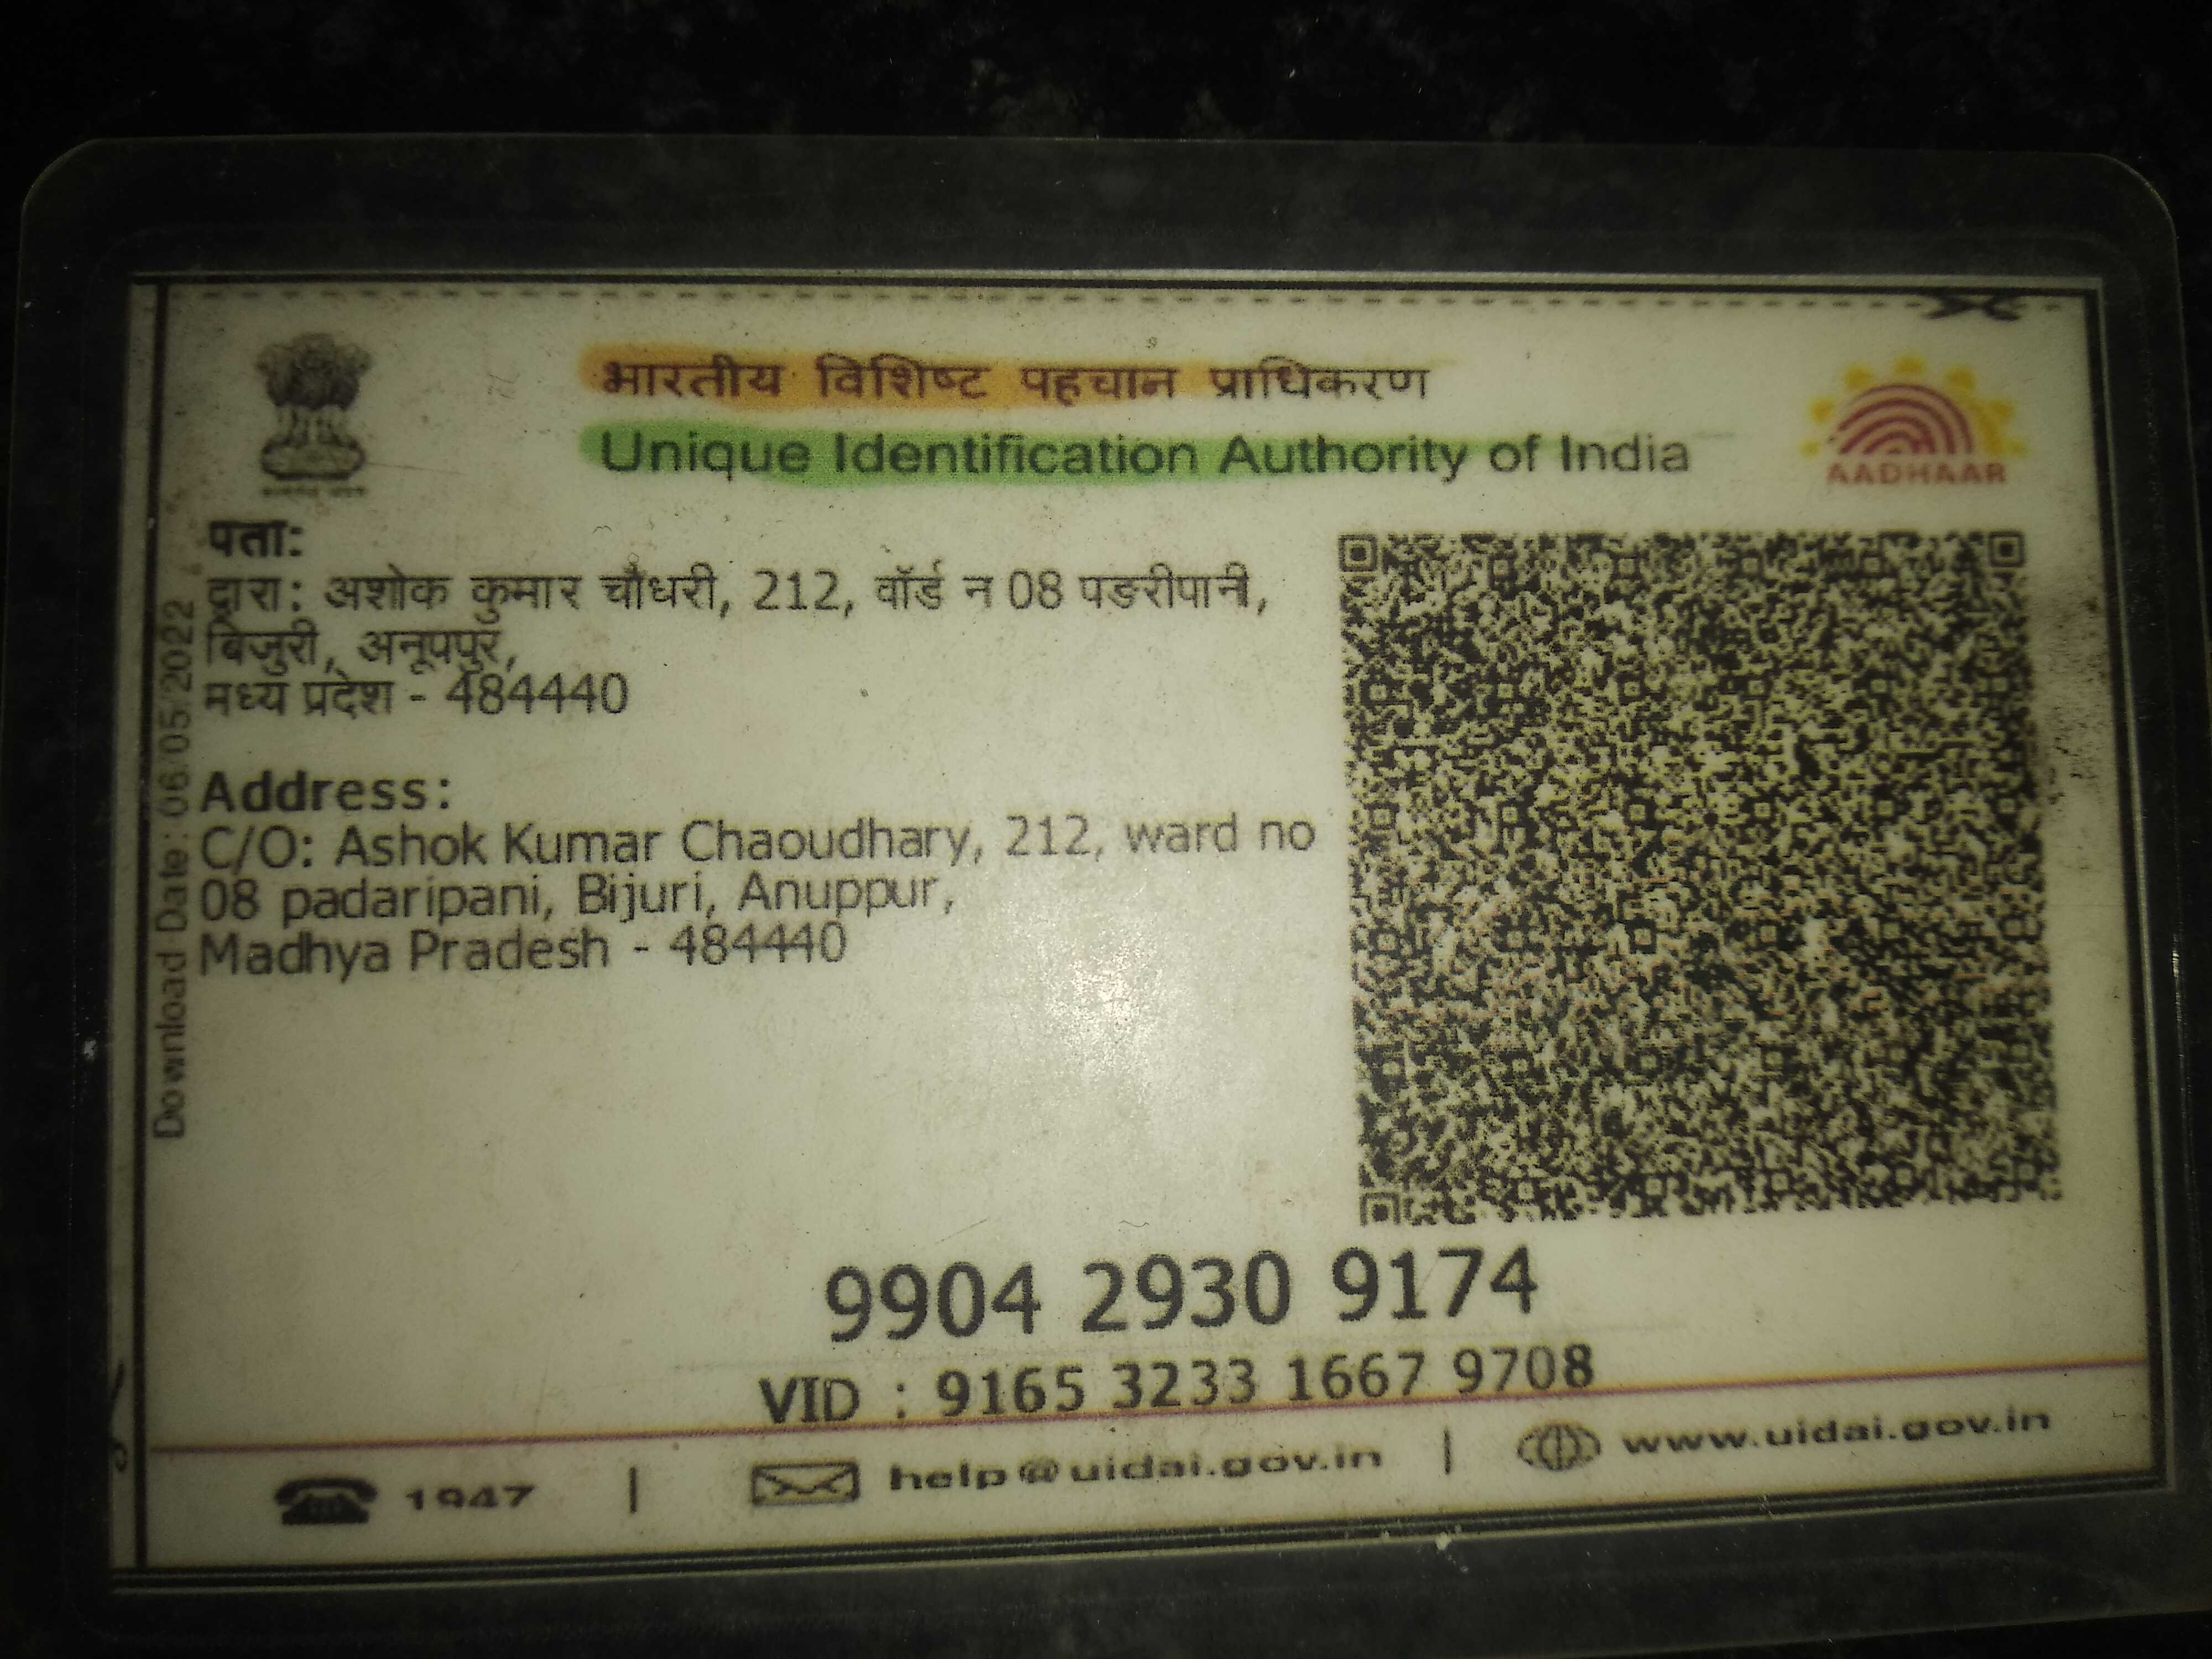 भारतीय विशिष्ट पहचान प्राधिकरण
Unique Identification Authority of India
AADHAAR
पता:
द्वारा: अशोक कुमार चौधरी, 212, वॉर्ड न 08 पङरीपानी,
बिजुरी, अनूपपुर,
मध्य प्रदेश - 484440
Address:
C/O: Ashok Kumar Chaoudhary, 212, ward no
08 padaripani, Bijuri, Anuppur,
Madhya Pradesh - 484440
Download Date: 06/05/2022
9904 2930 9174
VID : 9165 3233 1667 9708
1947 | help@uidai.gov.in | www.uidai.gov.in